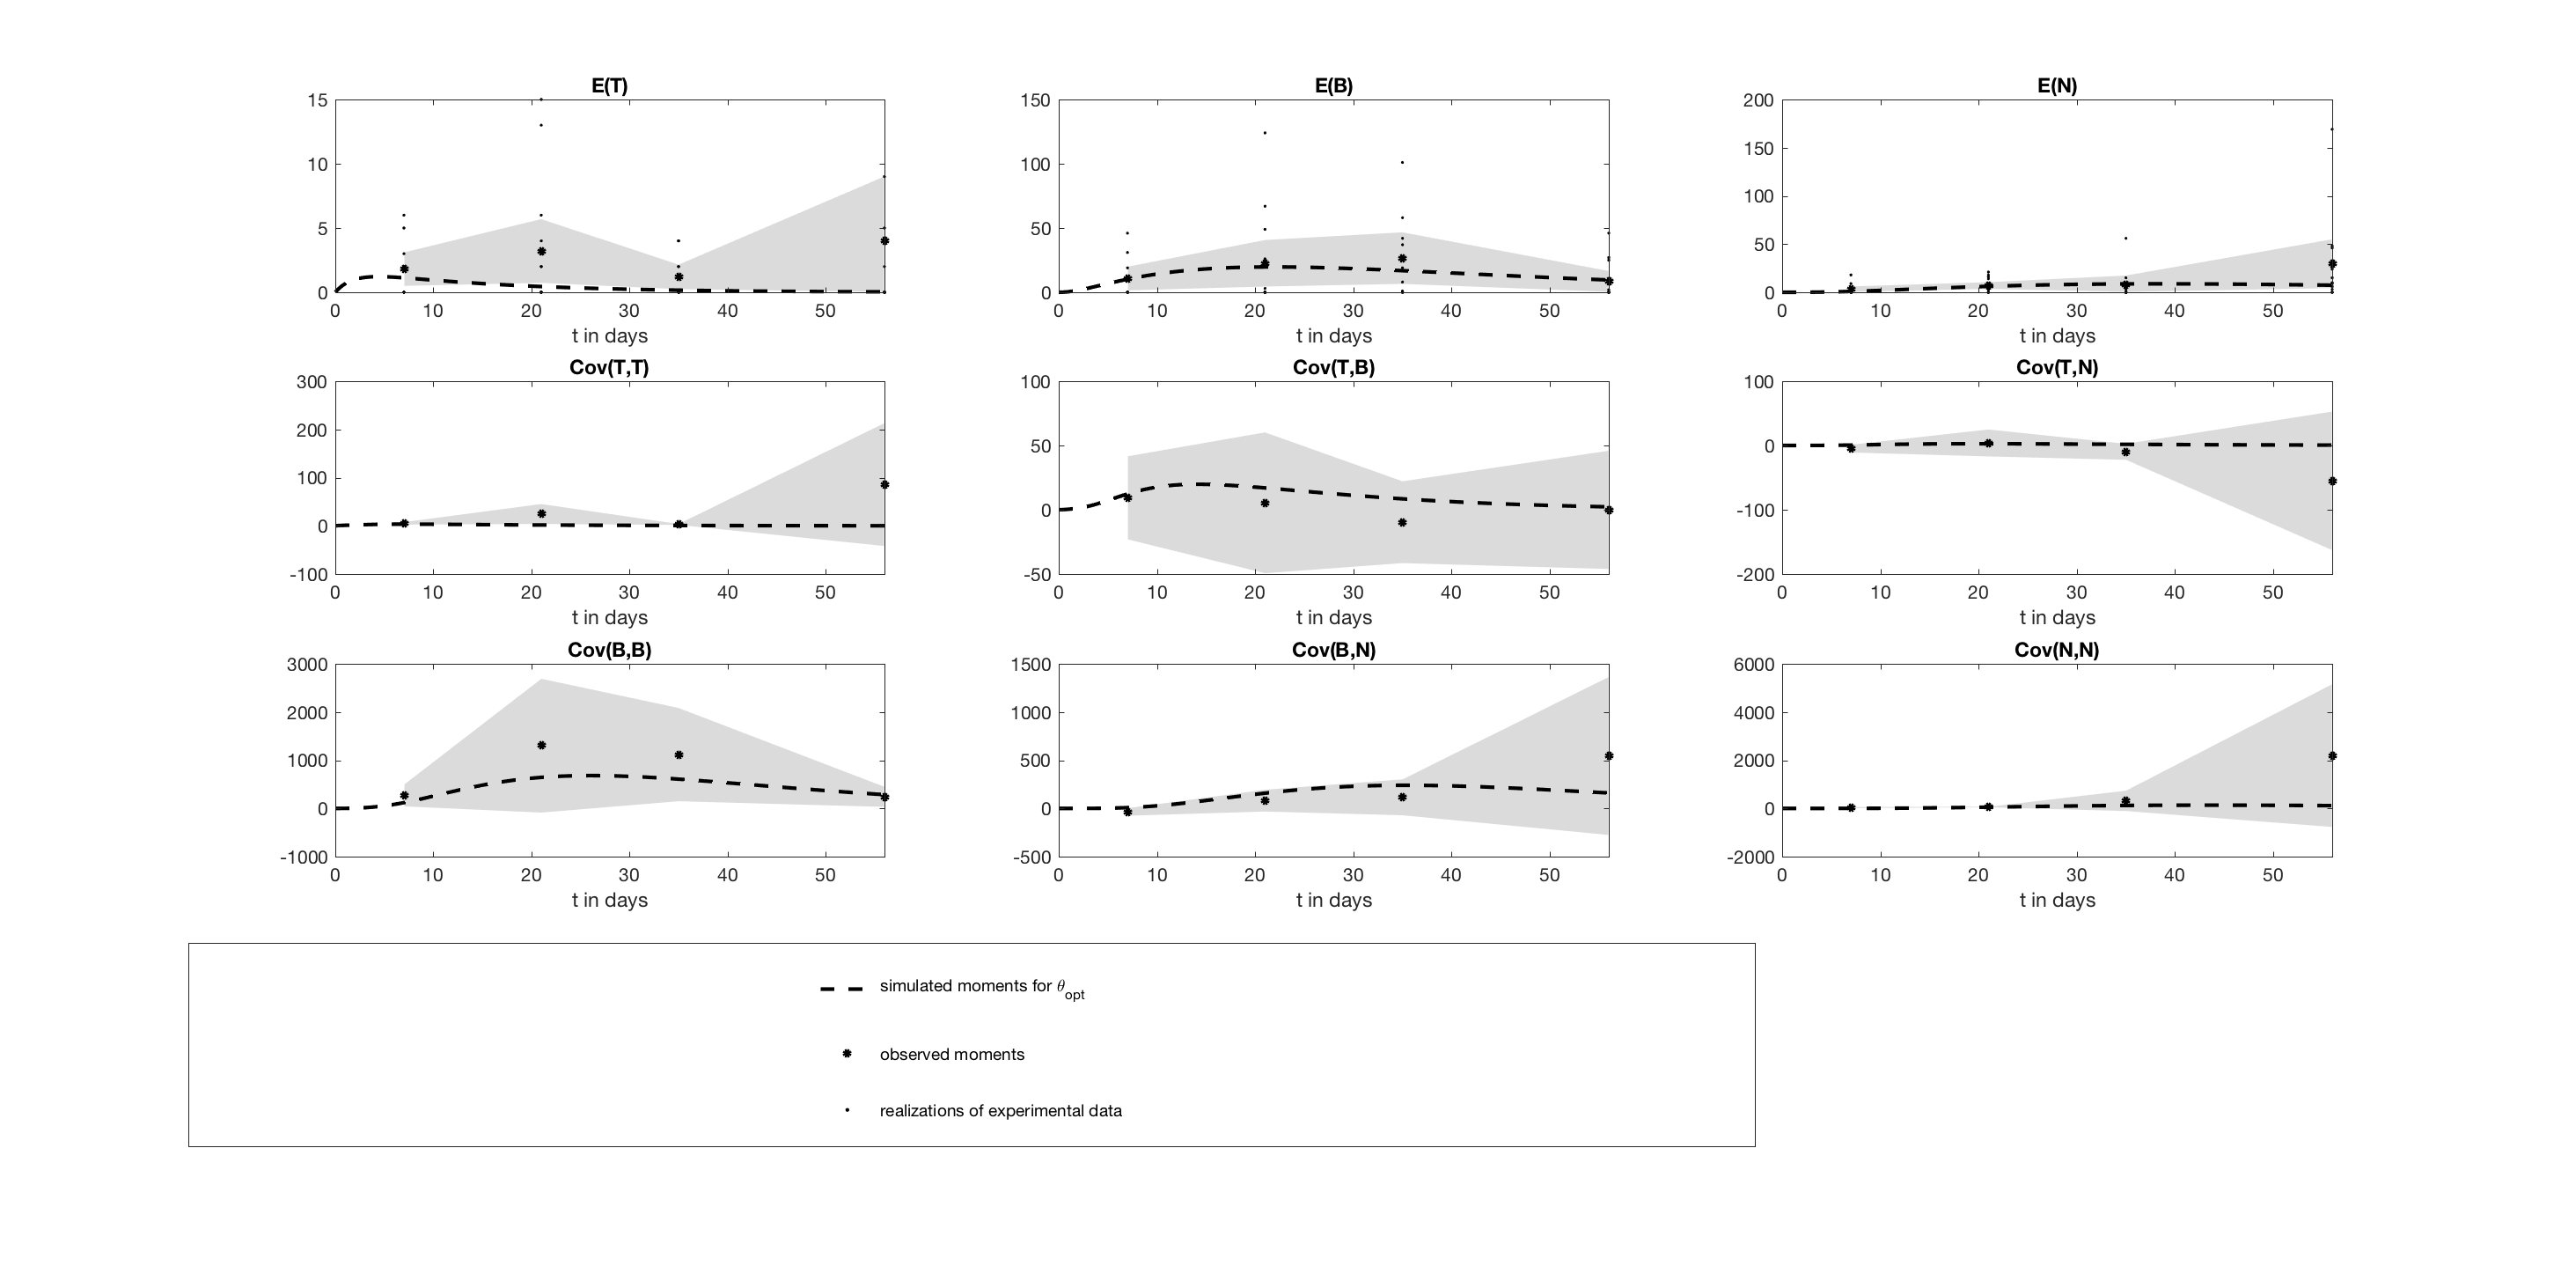 E(T)
15
10
5
0
0 10 20 30 40 50
t in days
E(B)
150
100
50
0
0 10 20 30 40 50
t in days
E(N)
200
150
100
50
0
0 10 20 30 40 50
t in days
Cov(T,T)
300
200
100
0
-100
0 10 20 30 40 50
t in days
Cov(T,B)
100
50
0
-50
0 10 20 30 40 50
t in days
Cov(T,N)
100
0
-100
-200
0 10 20 30 40 50
t in days
Cov(B,B)
3000
2000
1000
0
-1000
0 10 20 30 40 50
t in days
Cov(B,N)
1500
1000
500
0
-500
0 10 20 30 40 50
t in days
Cov(N,N)
6000
4000
2000
0
-2000
0 10 20 30 40 50
t in days
simulated moments for θopt
observed moments
realizations of experimental data